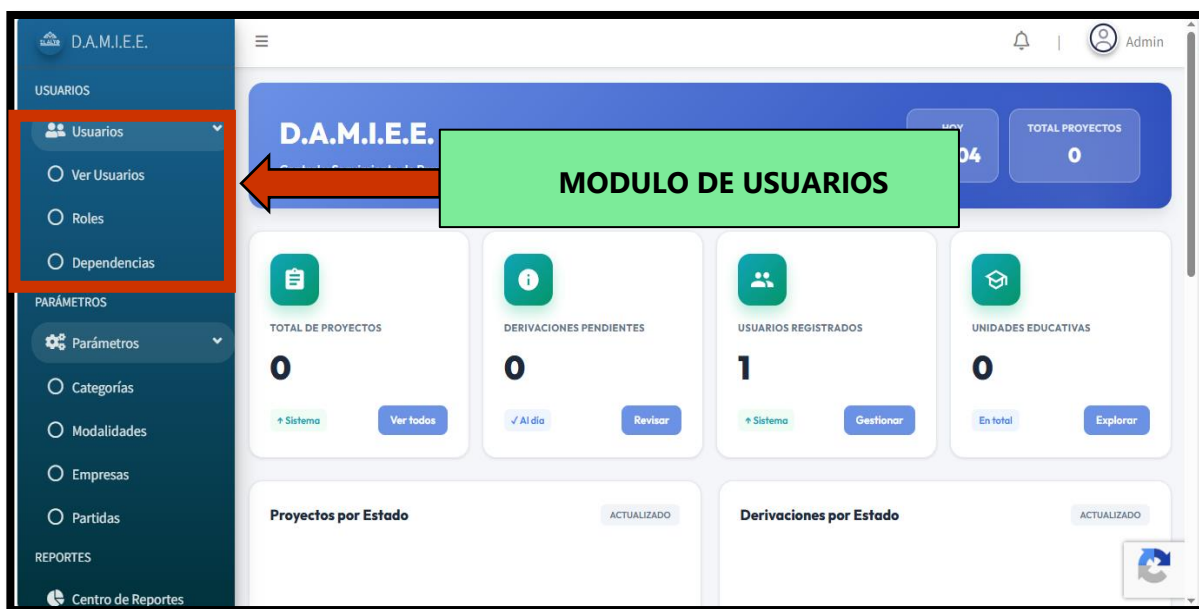 D.A.M.I.E.E.
Admin
USUARIOS
Usuarios
Ver Usuarios
Roles
Dependencias
PARÁMETROS
Parámetros
Categorías
Modalidades
Empresas
Partidas
REPORTES
Centro de Reportes
D.A.M.I.E.E.
04
TOTAL PROYECTOS
0
MODULO DE USUARIOS
TOTAL DE PROYECTOS
0
↑ Sistema
Ver todos
DERIVACIONES PENDIENTES
0
✓ Al día
Revisar
USUARIOS REGISTRADOS
1
↑ Sistema
Gestionar
UNIDADES EDUCATIVAS
0
En total
Explorar
Proyectos por Estado
ACTUALIZADO
Derivaciones por Estado
ACTUALIZADO